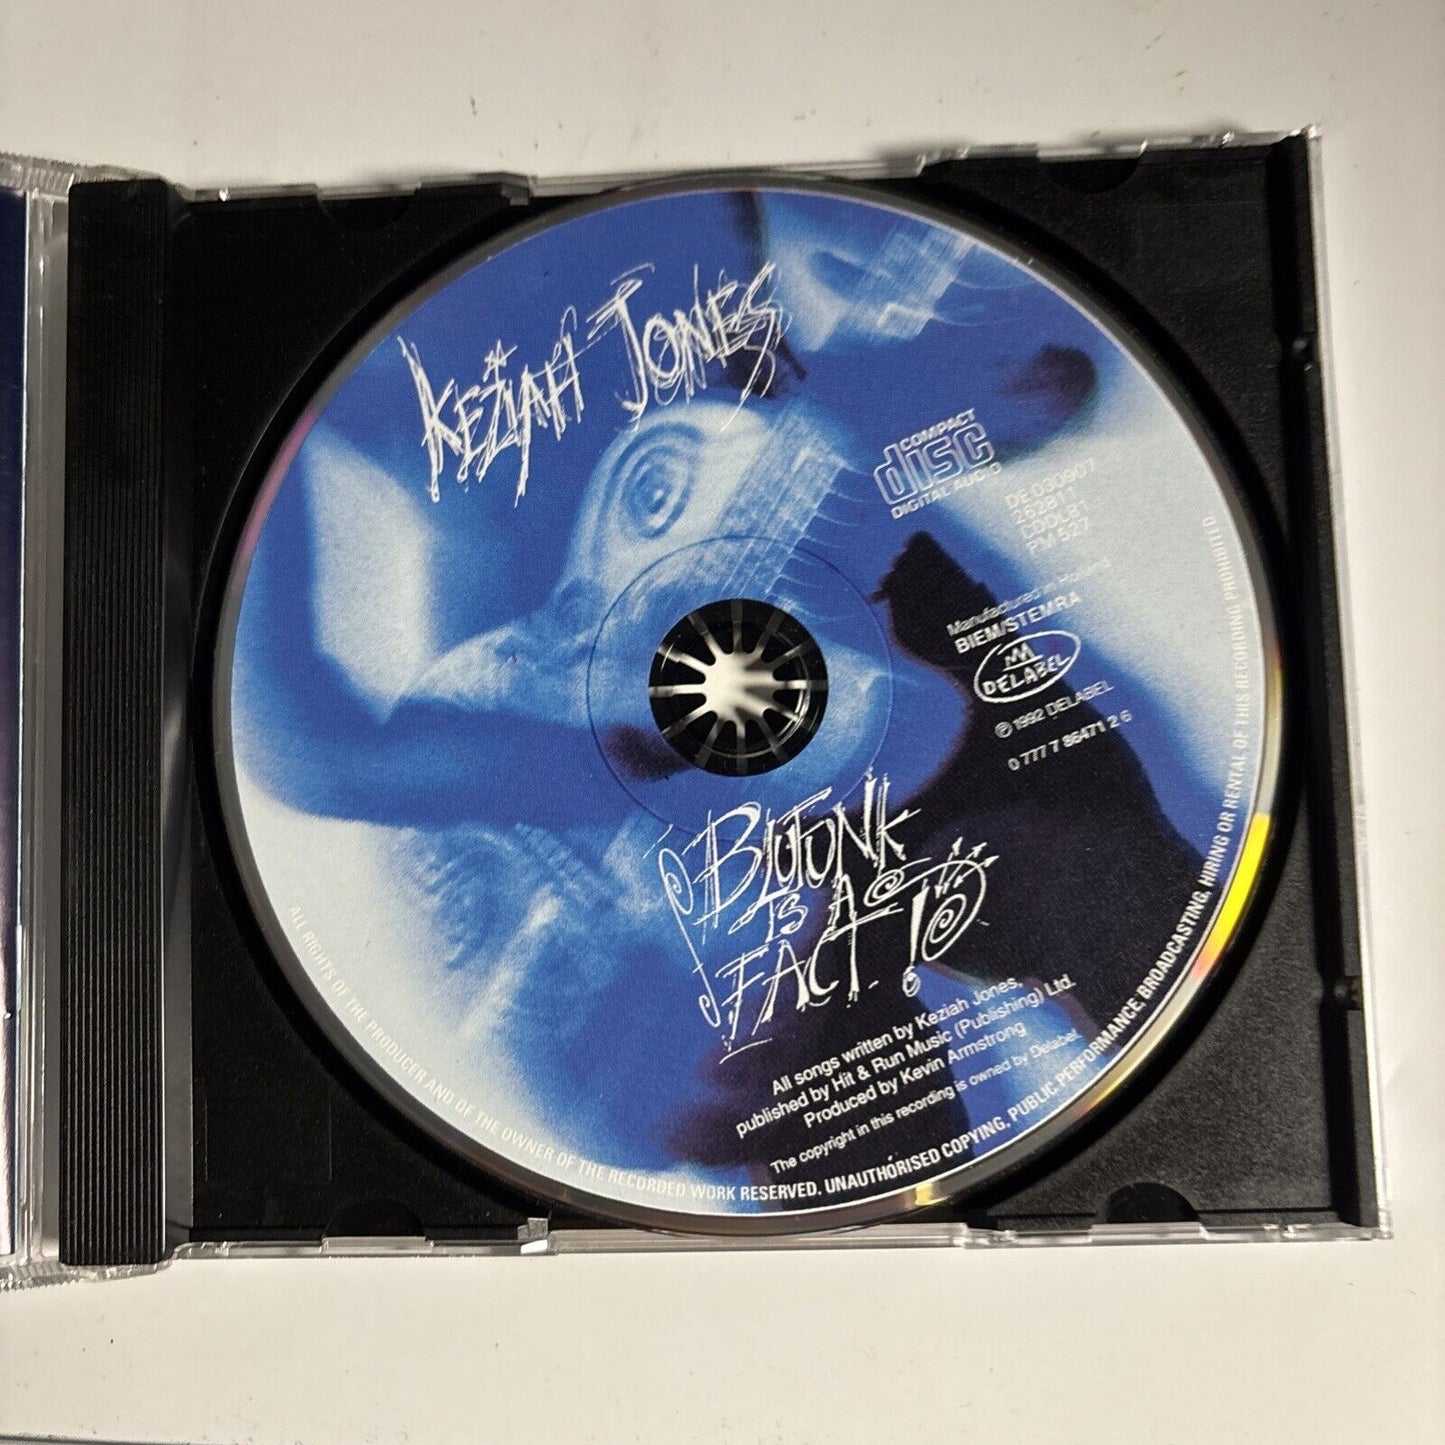 KEZIAH JONES
COMPACT
disc
DIGITAL AUDIO
DE 030907
262811
CDDLB1
PM 527
Manufactured in Holland
BIEM/STEMRA
DELABEL
℗ 1992 DELABEL
0 777 7 86471 2 6
BLUFUNK
IS A
FACT!
All songs written by Keziah Jones,
published by Hit & Run Music (Publishing) Ltd.
Produced by Kevin Armstrong
The copyright in this recording is owned by Delabel
ALL RIGHTS OF THE PRODUCER AND OF THE OWNER OF THE RECORDED WORK RESERVED. UNAUTHORISED COPYING, PUBLIC PERFORMANCE, BROADCASTING, HIRING OR RENTAL OF THIS RECORDING PROHIBITED